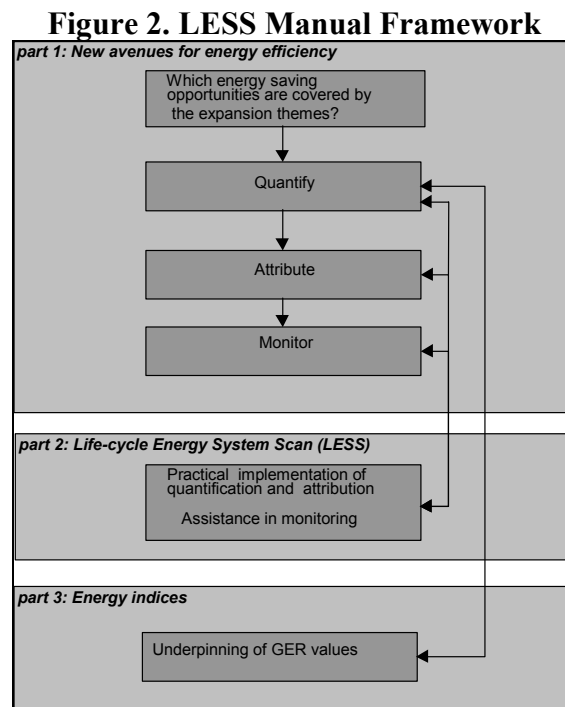 Figure 2. LESS Manual Framework
part 1: New avenues for energy efficiency
Which energy saving
opportunities are covered by
the expansion themes?
Quantify
Attribute
Monitor
part 2: Life-cycle Energy System Scan (LESS)
Practical implementation of
quantification and attribution
Assistance in monitoring
part 3: Energy indices
Underpinning of GER values